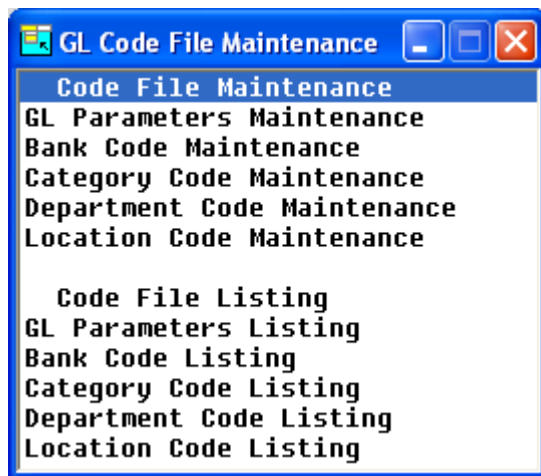 GL Code File Maintenance
Code File Maintenance
GL Parameters Maintenance
Bank Code Maintenance
Category Code Maintenance
Department Code Maintenance
Location Code Maintenance
Code File Listing
GL Parameters Listing
Bank Code Listing
Category Code Listing
Department Code Listing
Location Code Listing